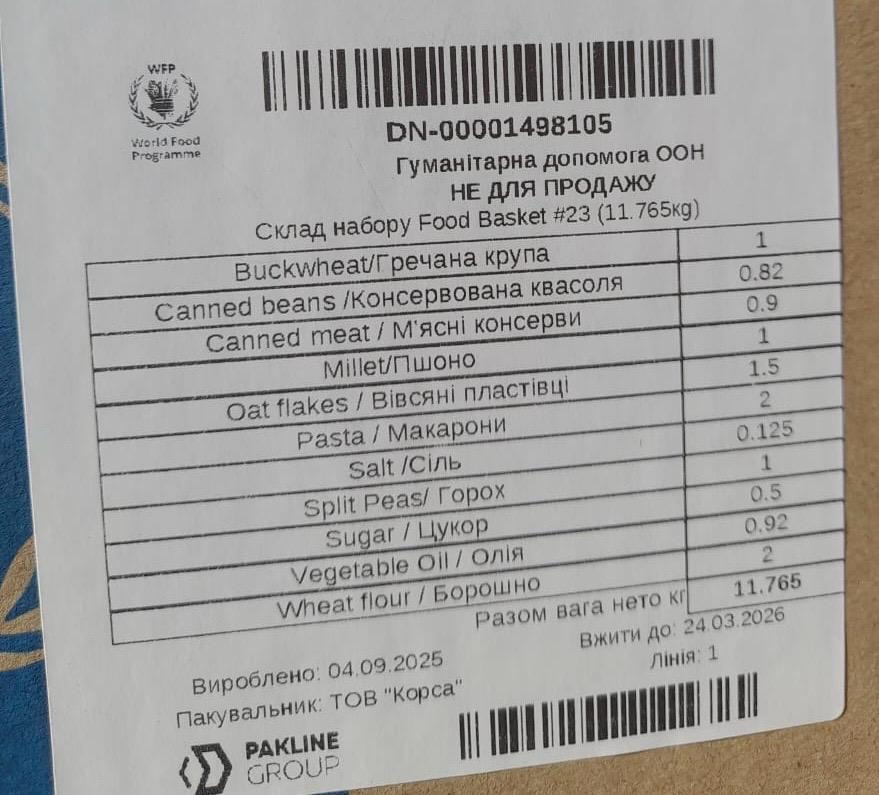 WFP
World Food
Programme
DN-00001498105
Гуманітарна допомога ООН
НЕ ДЛЯ ПРОДАЖУ
Склад набору Food Basket #23 (11.765kg)
Buckwheat/Гречана крупа 1
Canned beans /Консервована квасоля 0.82
Canned meat / М'ясні консерви 0.9
Millet/Пшоно 1
Oat flakes / Вівсяні пластівці 1.5
Pasta / Макарони 2
Salt /Сіль 0.125
Split Peas/ Горох 1
Sugar / Цукор 0.5
Vegetable Oil / Олія 0.92
Wheat flour / Борошно 2
Разом вага нето кг 11.765
Вироблено: 04.09.2025 Вжити до: 24.03.2026
Пакувальник: ТОВ "Корса" Лінія: 1
PAKLINE
GROUP